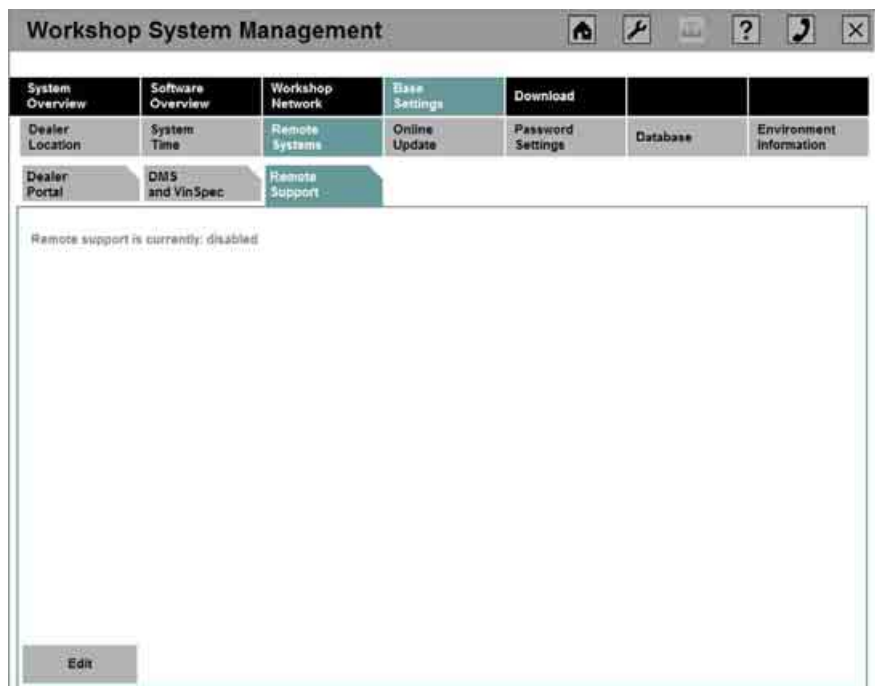 Workshop System Management
?
System Overview
Software Overview
Workshop Network
Base Settings
Download
Dealer Location
System Time
Remote Systems
Online Update
Password Settings
Database
Environment Information
Dealer Portal
DMS and VinSpec
Remote Support
Remote support is currently: disabled
Edit